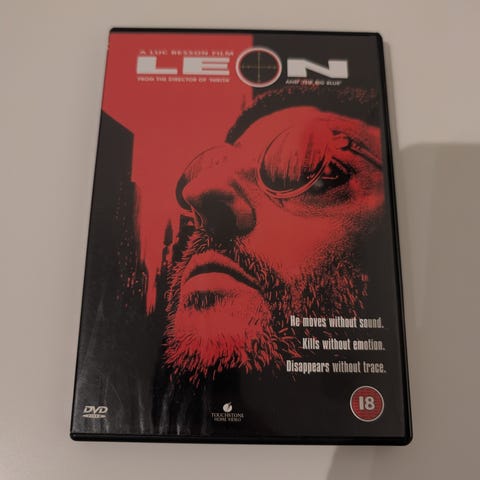 A LUC BESSON FILM
LEON
FROM THE DIRECTOR OF 'NIKITA' AND 'THE BIG BLUE'
He moves without sound.
Kills without emotion.
Disappears without trace.
DVD
VIDEO
TOUCHSTONE
HOME VIDEO
18